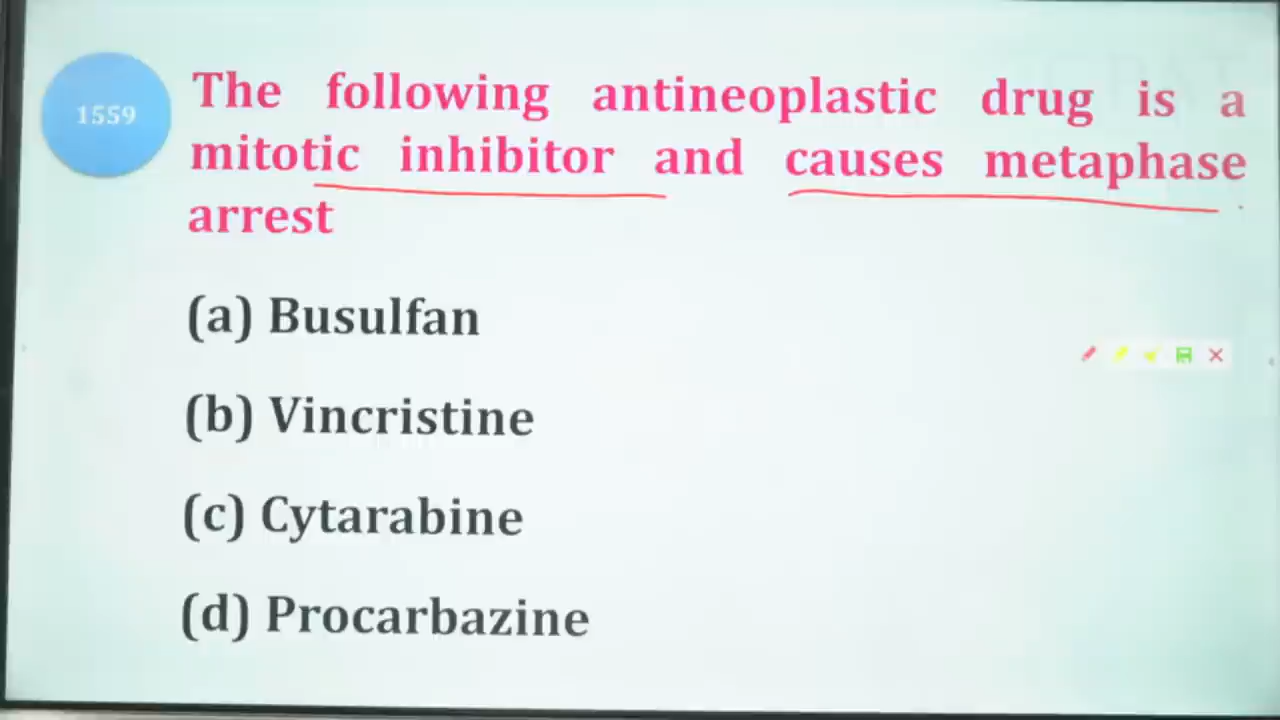 1559
The following antineoplastic drug is a
mitotic inhibitor and causes metaphase
arrest
(a) Busulfan
(b) Vincristine
(c) Cytarabine
(d) Procarbazine